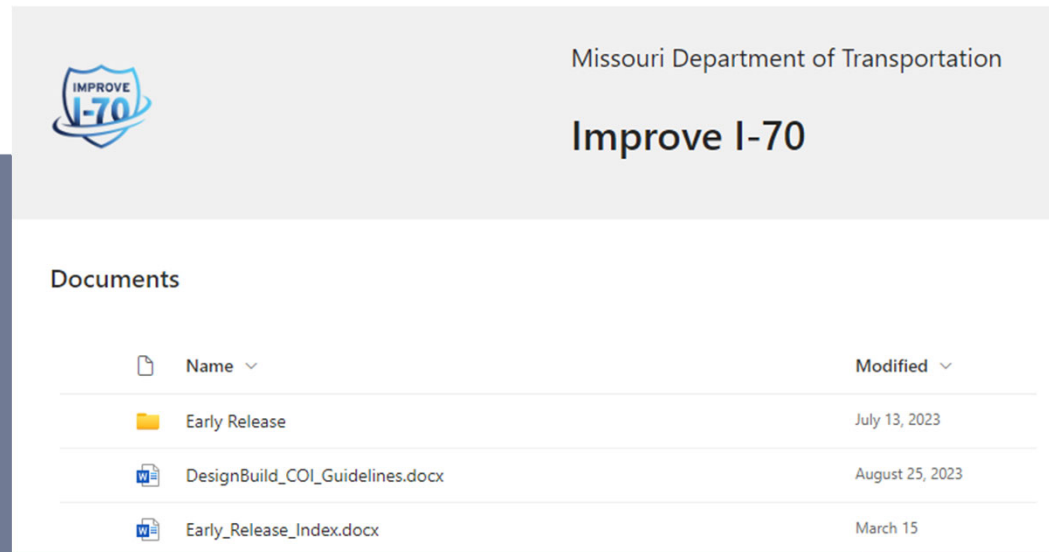 IMPROVE
I-70
Missouri Department of Transportation
Improve I-70
Documents
Name Modified
Early Release July 13, 2023
DesignBuild_COI_Guidelines.docx August 25, 2023
Early_Release_Index.docx March 15